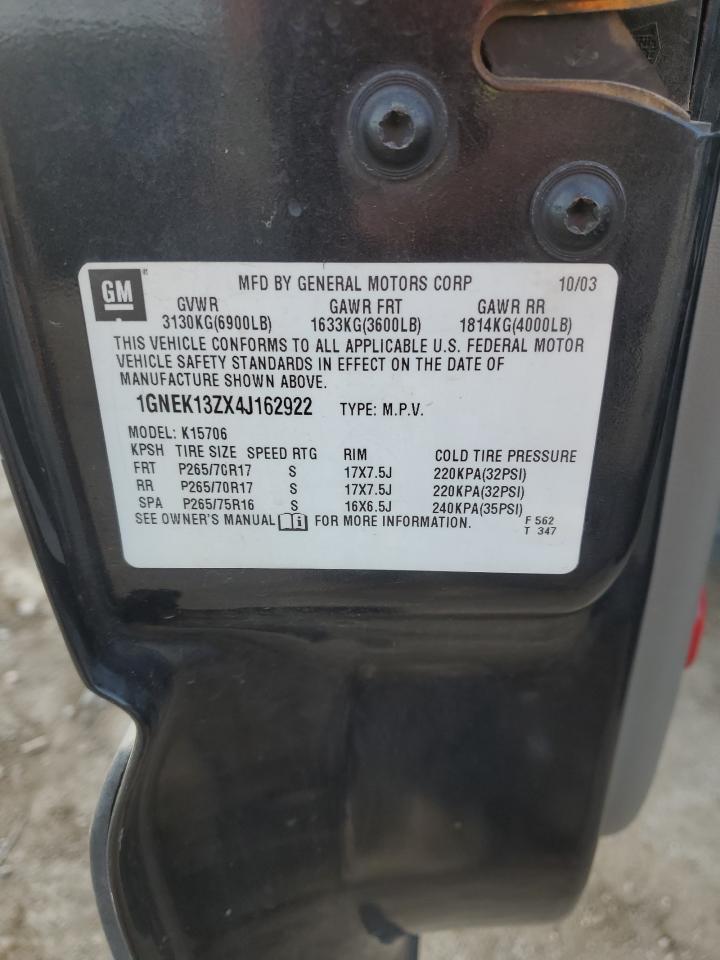 GM
MFD BY GENERAL MOTORS CORP 10/03
GVWR GAWR FRT GAWR RR
3130KG(6900LB) 1633KG(3600LB) 1814KG(4000LB)
THIS VEHICLE CONFORMS TO ALL APPLICABLE U.S. FEDERAL MOTOR
VEHICLE SAFETY STANDARDS IN EFFECT ON THE DATE OF
MANUFACTURE SHOWN ABOVE.
1GNEK13ZX4J162922 TYPE: M.P.V.
MODEL: K15706
KPSH TIRE SIZE SPEED RTG RIM COLD TIRE PRESSURE
FRT P265/70R17 S 17X7.5J 220KPA(32PSI)
RR P265/70R17 S 17X7.5J 220KPA(32PSI)
SPA P265/75R16 S 16X6.5J 240KPA(35PSI)
SEE OWNER'S MANUAL FOR MORE INFORMATION. F 562
T 347